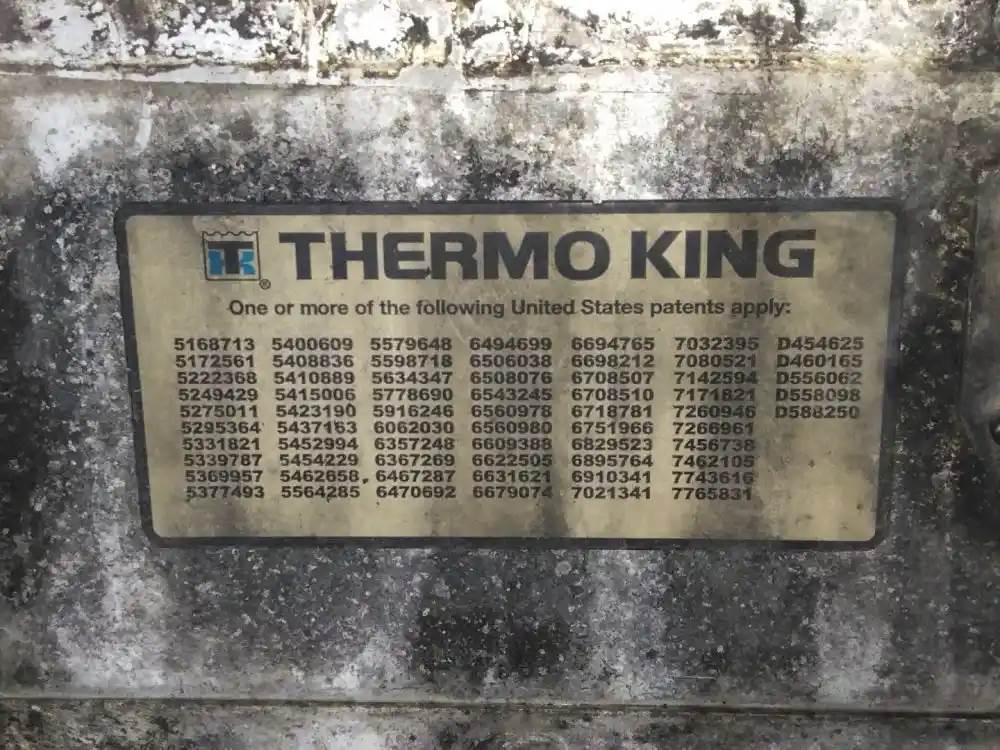 TK
®
THERMO KING
One or more of the following United States patents apply:
5168713 5400609 5579648 6494699 6694765 7032395 D454625
5172561 5408836 5598718 6506038 6698212 7080521 D460165
5222368 5410889 5634347 6508076 6708507 7142594 D556062
5249429 5415006 5778690 6543245 6708510 7171821 D558098
5275011 5423190 5916246 6560978 6718781 7260946 D588250
5295364 5437163 6062030 6560980 6751966 7266961
5331821 5452994 6357248 6609388 6829523 7456738
5339787 5454229 6367269 6622505 6895764 7462105
5369957 5462658 6467287 6631621 6910341 7743616
5377493 5564285 6470692 6679074 7021341 7765831